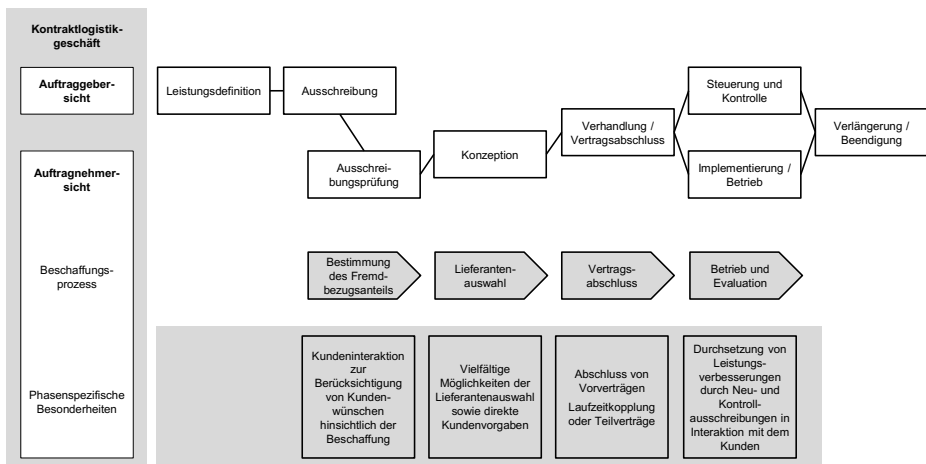 Kontraktlogistik-
geschäft
Auftraggeber-
sicht
Leistungsdefinition
Ausschreibung
Steuerung und
Kontrolle
Verhandlung /
Vertragsabschluss
Verlängerung /
Beendigung
Auftragnehmer-
sicht
Ausschrei-
bungsprüfung
Konzeption
Implementierung /
Betrieb
Beschaffungs-
prozess
Bestimmung
des Fremd-
bezugsanteils
Lieferanten-
auswahl
Vertrags-
abschluss
Betrieb und
Evaluation
Phasenspezifische
Besonderheiten
Kundeninteraktion
zur
Berücksichtigung
von Kunden-
wünschen
hinsichtlich der
Beschaffung
Vielfältige
Möglichkeiten der
Lieferantenauswahl
sowie direkte
Kundenvorgaben
Abschluss von
Vorverträgen
Laufzeitkopplung
oder Teilverträge
Durchsetzung von
Leistungs-
verbesserungen
durch Neu- und
Kontroll-
ausschreibungen in
Interaktion mit dem
Kunden